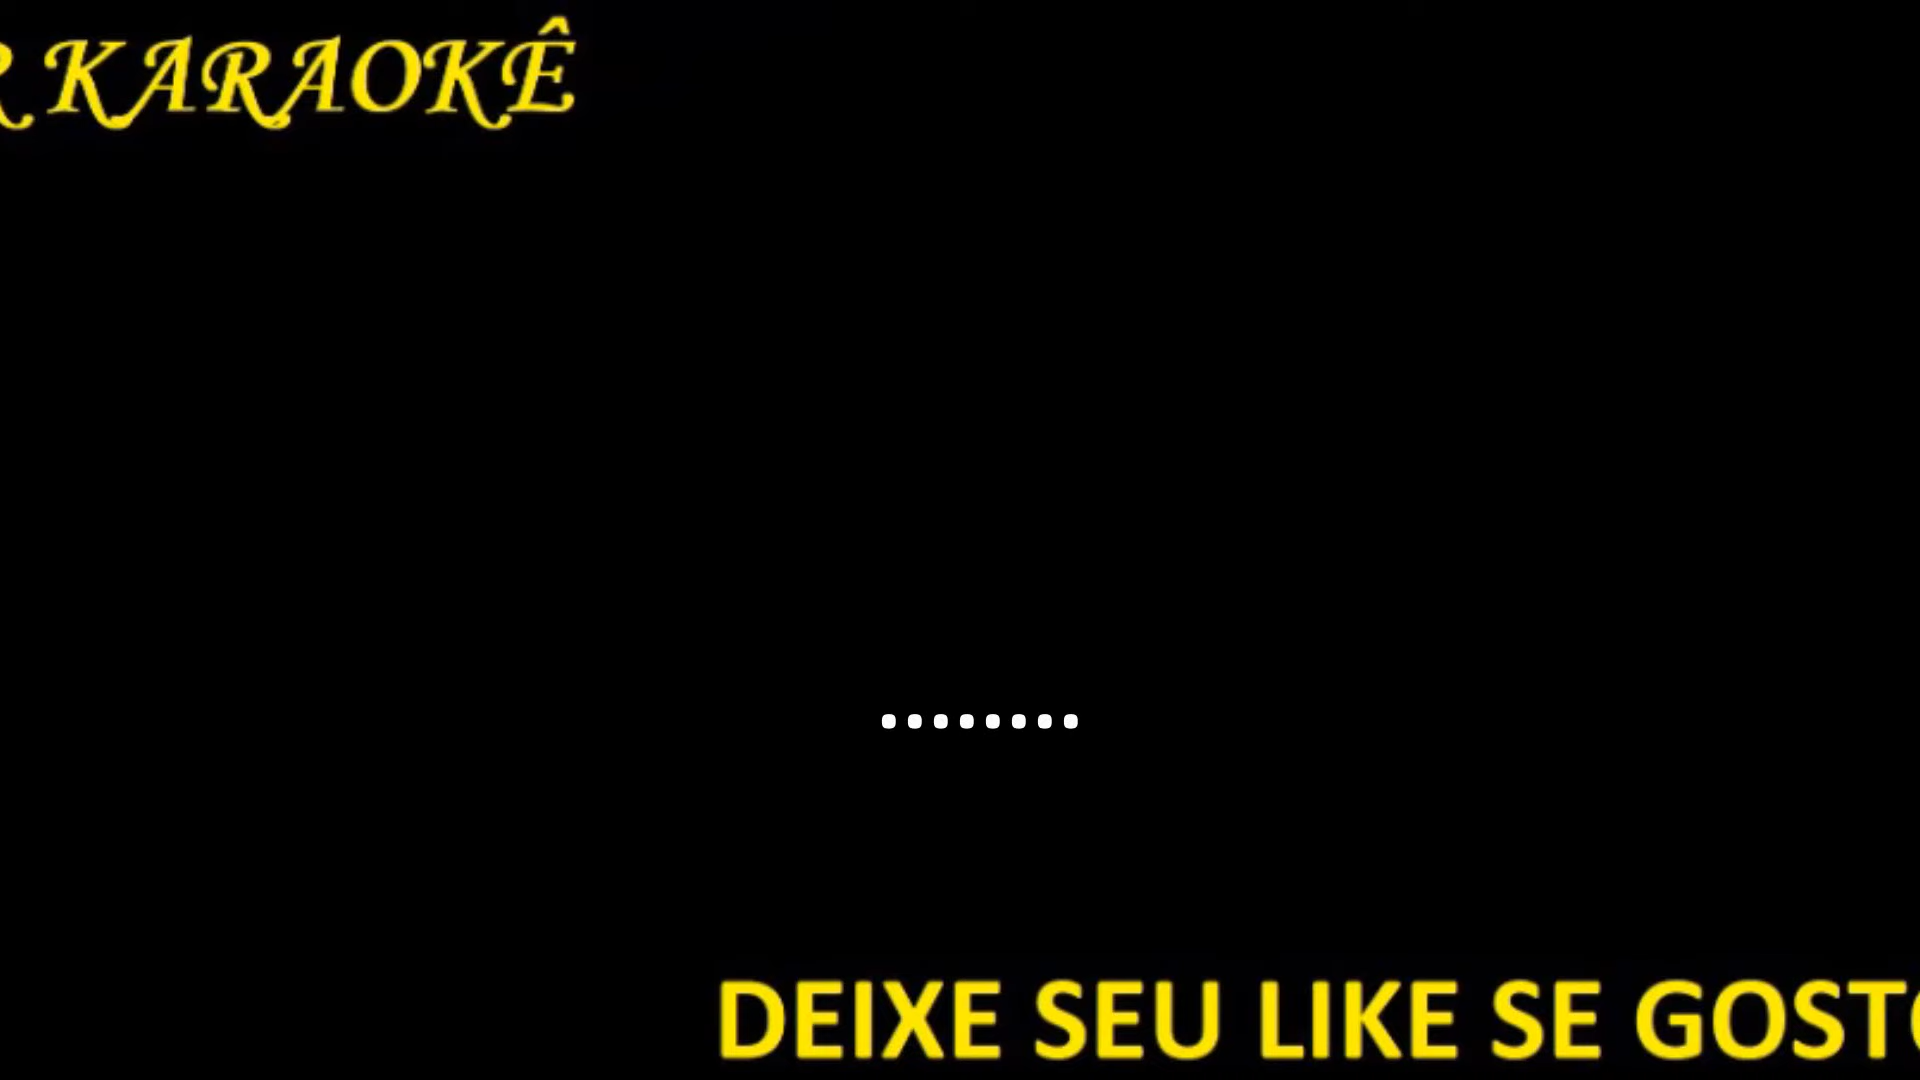 KARAOKÊ
........
DEIXE SEU LIKE SE